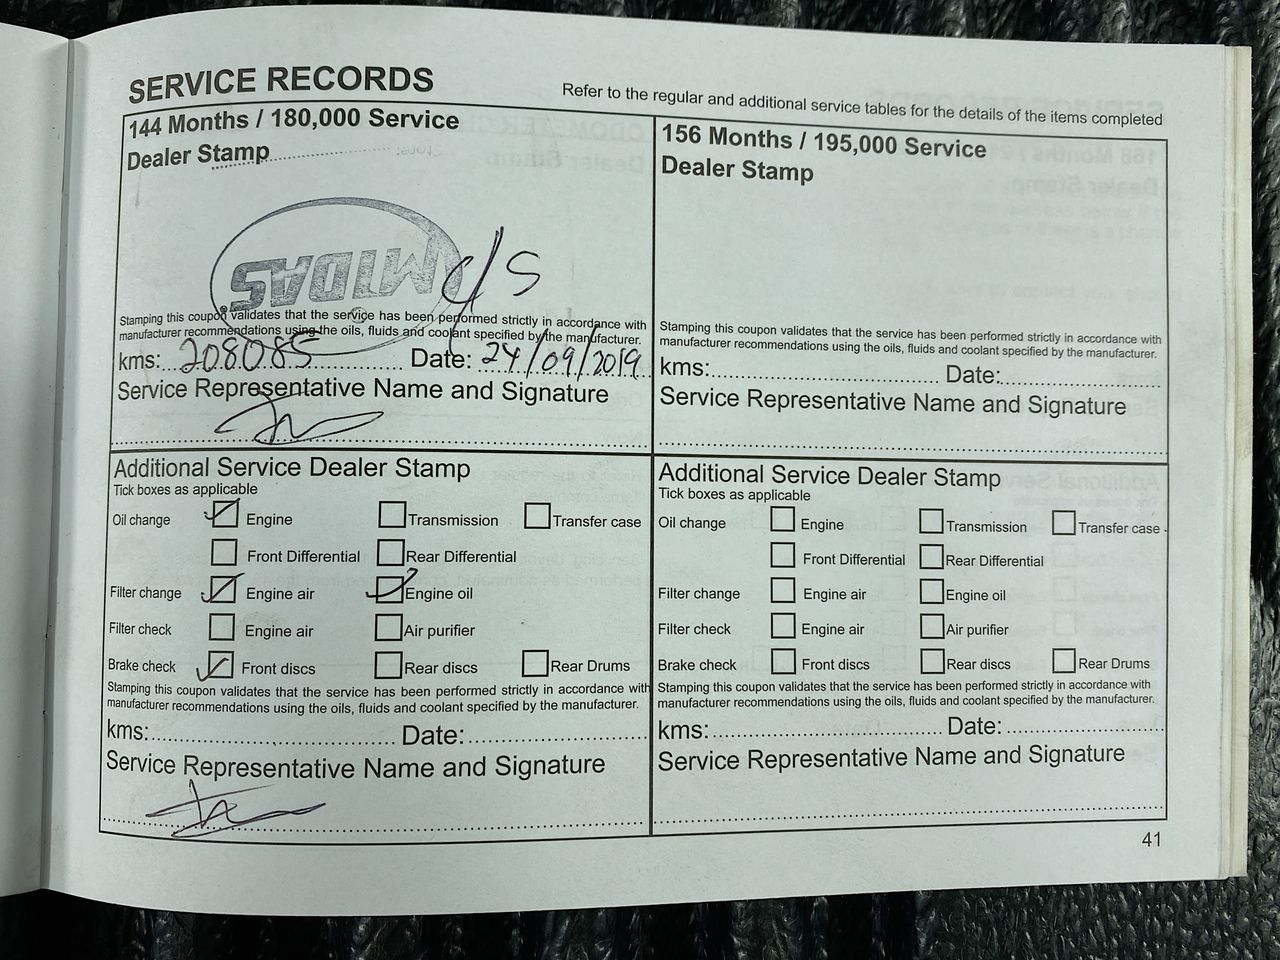 SERVICE RECORDS
Refer to the regular and additional service tables for the details of the items completed
144 Months / 180,000 Service
Dealer Stamp
MIDAS
C/S
Stamping this coupon validates that the service has been performed strictly in accordance with
manufacturer recommendations using the oils, fluids and coolant specified by the manufacturer.
kms: 208085 Date: 24/09/2019
Service Representative Name and Signature
Additional Service Dealer Stamp
Tick boxes as applicable
Oil change Engine Transmission Transfer case
Front Differential Rear Differential
Filter change Engine air Engine oil
Filter check Engine air Air purifier
Brake check Front discs Rear discs Rear Drums
Stamping this coupon validates that the service has been performed strictly in accordance with
manufacturer recommendations using the oils, fluids and coolant specified by the manufacturer.
kms: Date:
Service Representative Name and Signature
156 Months / 195,000 Service
Dealer Stamp
Stamping this coupon validates that the service has been performed strictly in accordance with
manufacturer recommendations using the oils, fluids and coolant specified by the manufacturer.
kms: Date:
Service Representative Name and Signature
Additional Service Dealer Stamp
Tick boxes as applicable
Oil change Engine Transmission Transfer case
Front Differential Rear Differential
Filter change Engine air Engine oil
Filter check Engine air Air purifier
Brake check Front discs Rear discs Rear Drums
Stamping this coupon validates that the service has been performed strictly in accordance with
manufacturer recommendations using the oils, fluids and coolant specified by the manufacturer.
kms: Date:
Service Representative Name and Signature
41